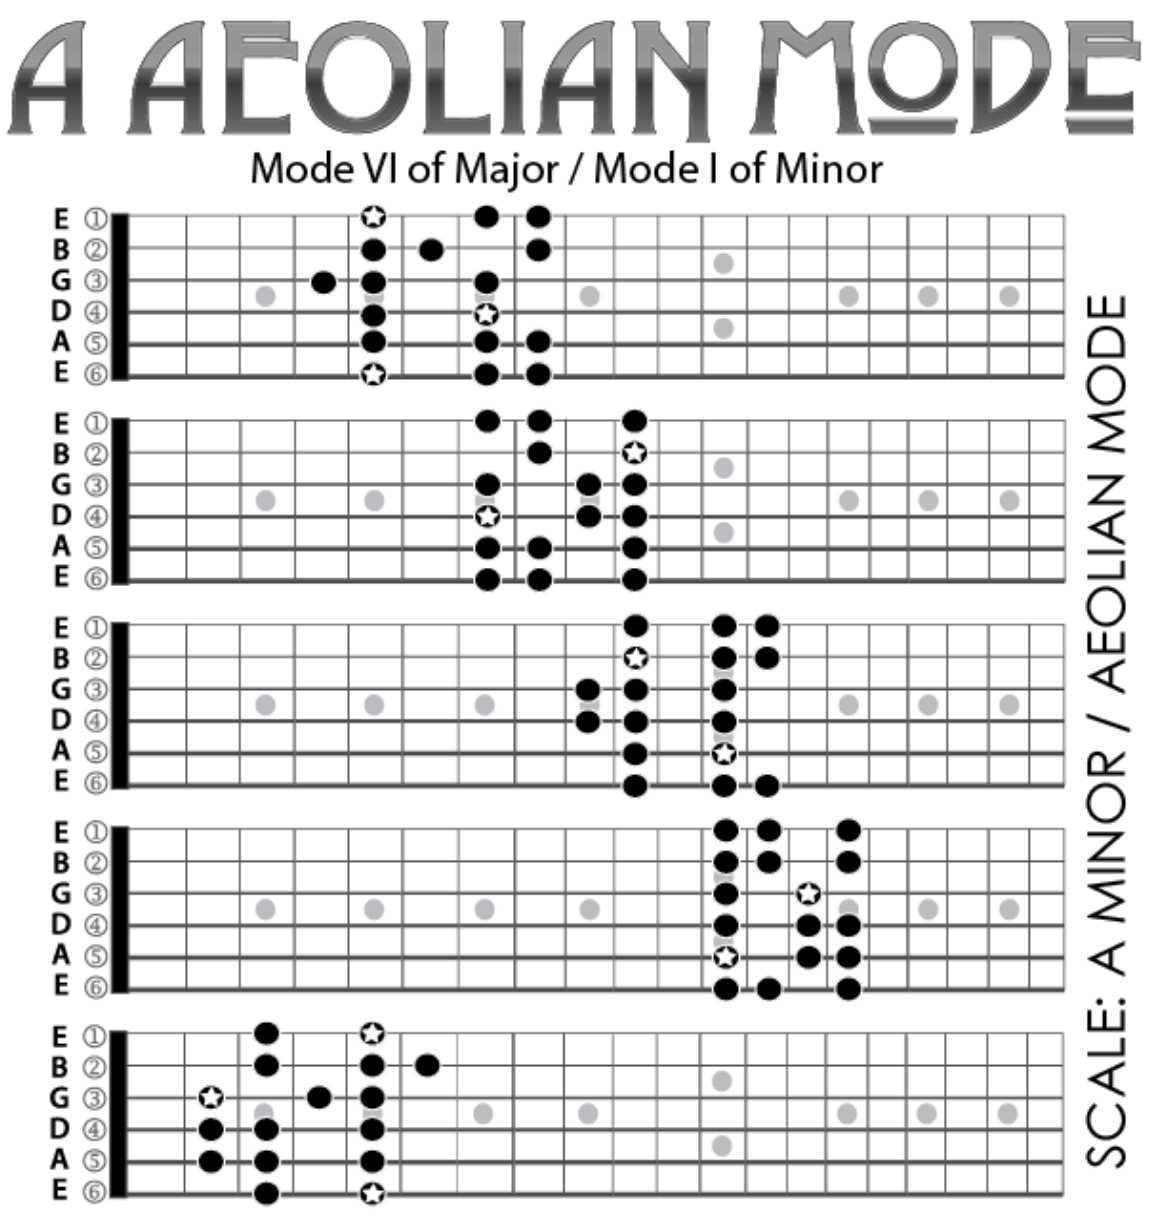 A AEOLIAN MODE
Mode VI of Major / Mode I of Minor
E ①
B ②
G ③
D ④
A ⑤
E ⑥
E ①
B ②
G ③
D ④
A ⑤
E ⑥
E ①
B ②
G ③
D ④
A ⑤
E ⑥
E ①
B ②
G ③
D ④
A ⑤
E ⑥
E ①
B ②
G ③
D ④
A ⑤
E ⑥
SCALE: A MINOR / AEOLIAN MODE